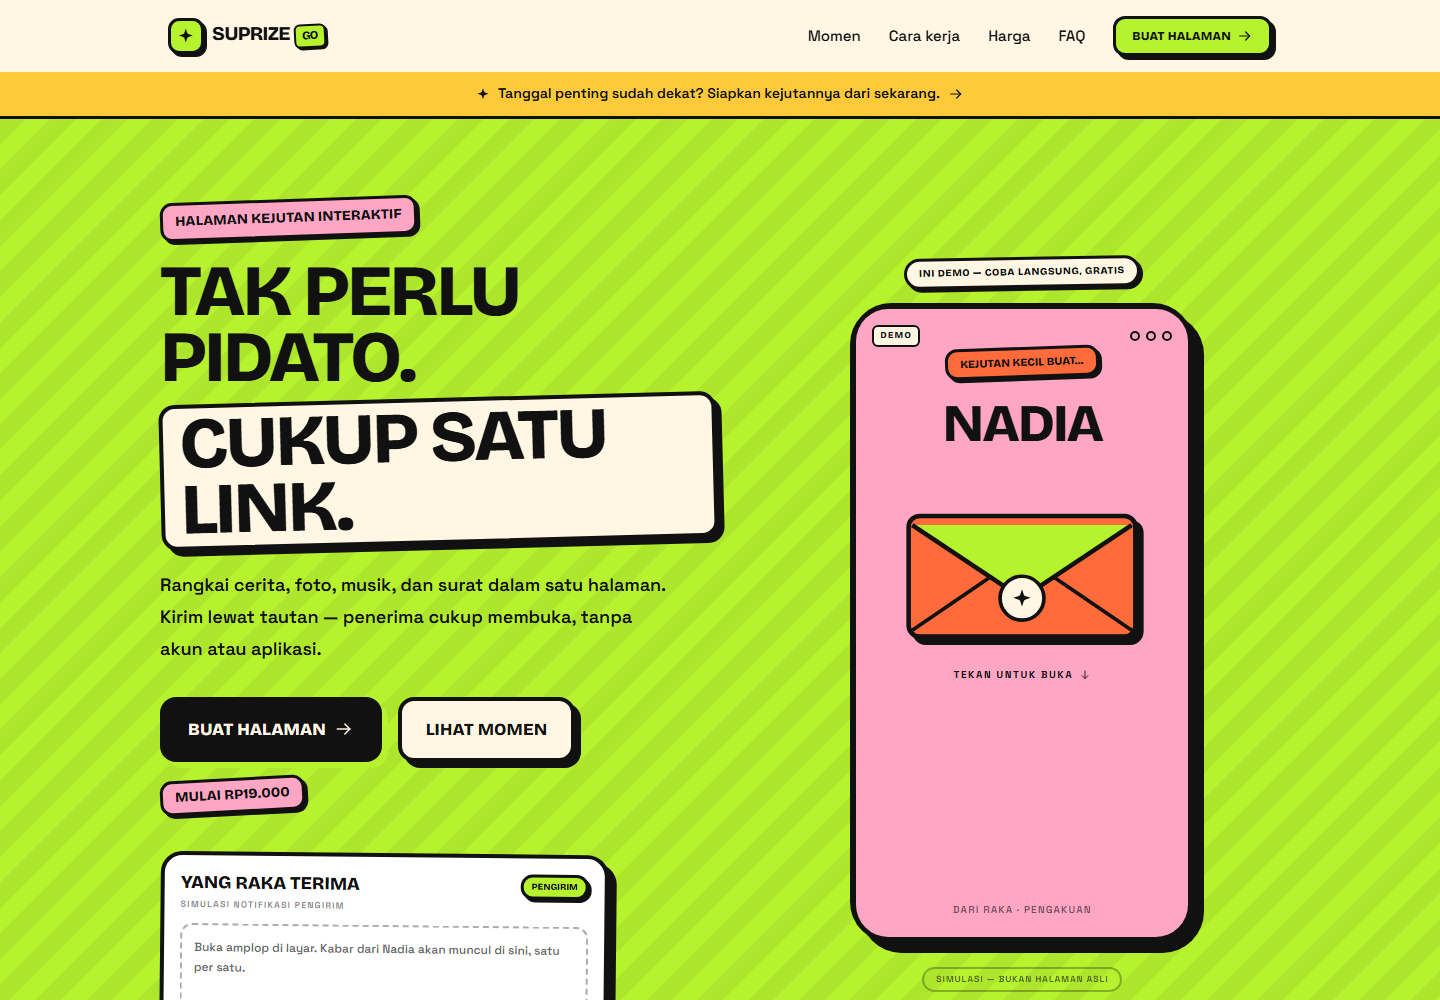 SUPRIZE GO
Momen
Cara kerja
Harga
FAQ
BUAT HALAMAN →
Tanggal penting sudah dekat? Siapkan kejutannya dari sekarang. →
HALAMAN KEJUTAN INTERAKTIF
TAK PERLU
PIDATO.
CUKUP SATU
LINK.
Rangkai cerita, foto, musik, dan surat dalam satu halaman.
Kirim lewat tautan — penerima cukup membuka, tanpa
akun atau aplikasi.
BUAT HALAMAN →
LIHAT MOMEN
MULAI RP19.000
YANG RAKA TERIMA
PENGIRIM
SIMULASI NOTIFIKASI PENGIRIM
Buka amplop di layar. Kabar dari Nadia akan muncul di sini, satu
per satu.
INI DEMO — COBA LANGSUNG, GRATIS
DEMO
KEJUTAN KECIL BUAT...
NADIA
TEKAN UNTUK BUKA ↓
DARI RAKA · PENGAKUAN
SIMULASI — BUKAN HALAMAN ASLI